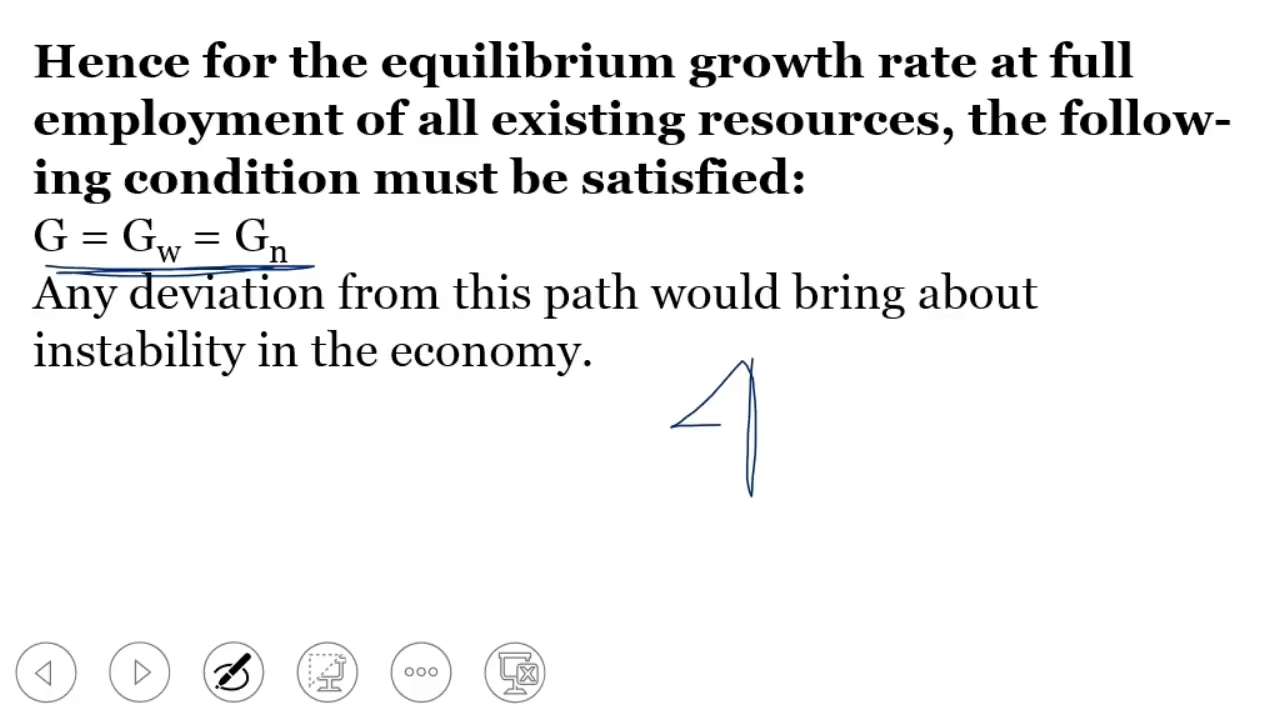 Hence for the equilibrium growth rate at full
employment of all existing resources, the follow-
ing condition must be satisfied:
G = Gw = Gn
Any deviation from this path would bring about
instability in the economy.